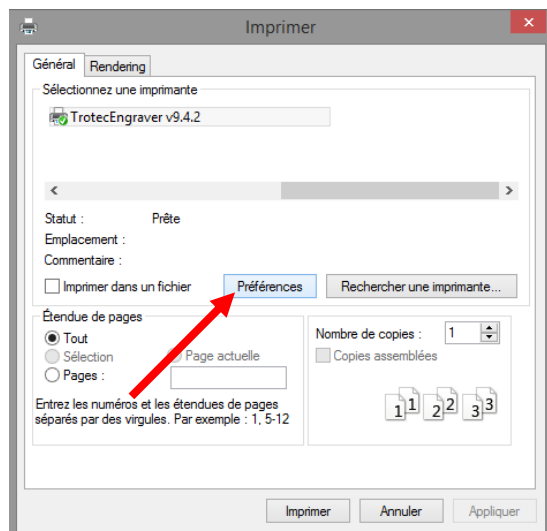 Imprimer
Général Rendering
Sélectionnez une imprimante
TrotecEngraver v9.4.2
Statut : Prête
Emplacement :
Commentaire :
Imprimer dans un fichier Préférences Rechercher une imprimante...
Étendue de pages
Tout
Sélection Page actuelle
Pages :
Entrez les numéros et les étendues de pages
séparés par des virgules. Par exemple : 1, 5-12
Nombre de copies : 1
Copies assemblées
1 1 2 2 3 3
Imprimer Annuler Appliquer